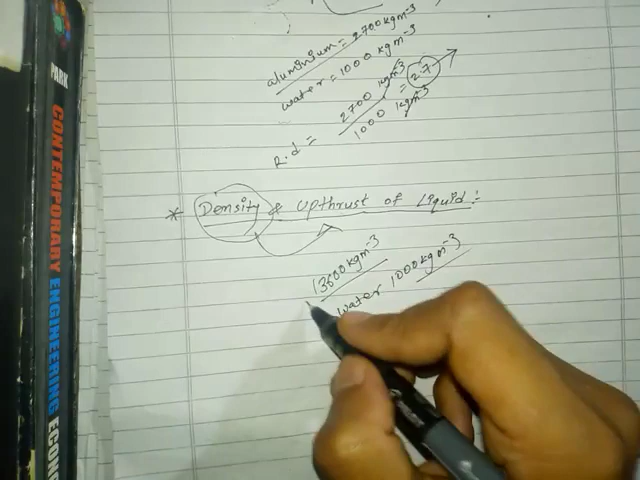 PARK
CONTEMPORARY ENGINEERING ECONO
aluminium = 2700 kgm⁻³
water = 1000 kgm⁻³
R.d = 2700 kgm⁻³ / 1000 kgm⁻³ = 2.7
* Density & Upthrust of Liquid :
13600 kgm⁻³
water 1000 kgm⁻³